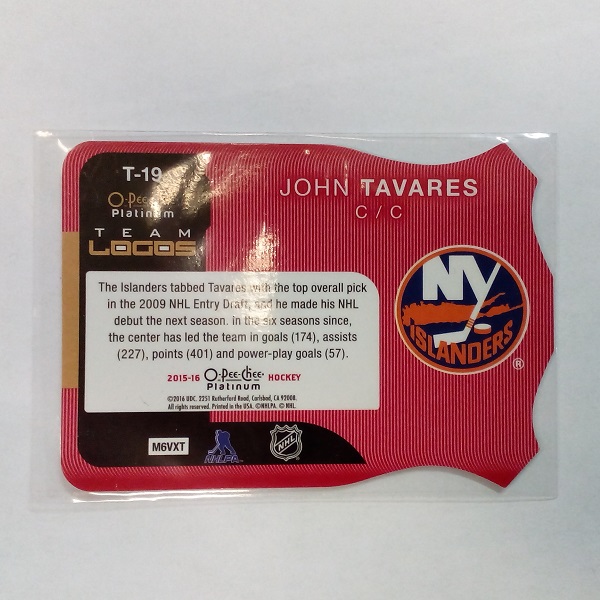 T-19
O-Pee-Chee
Platinum
TEAM
LOGOS
JOHN TAVARES
C / C
The Islanders tabbed Tavares with the top overall pick
in the 2009 NHL Entry Draft, and he made his NHL
debut the next season. In the six seasons since,
the center has led the team in goals (174), assists
(227), points (401) and power-play goals (57).
2015-16 O-Pee-Chee HOCKEY
Platinum
©2016 UDC. 2251 Rutherford Road, Carlsbad, CA 92008.
All rights reserved. Printed in the USA. ©NHLPA. © NHL.
M6VXT
NHLPA
NHL
NY
ISLANDERS
®